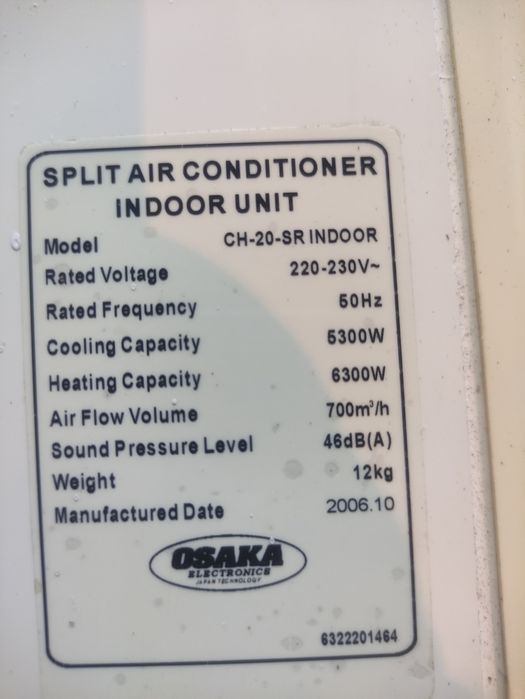 SPLIT AIR CONDITIONER
INDOOR UNIT
Model CH-20-SR INDOOR
Rated Voltage 220-230V~
Rated Frequency 50Hz
Cooling Capacity 5300W
Heating Capacity 6300W
Air Flow Volume 700m³/h
Sound Pressure Level 46dB(A)
Weight 12kg
Manufactured Date 2006.10
OSAKA
ELECTRONICS
JAPAN TECHNOLOGY
6322201464